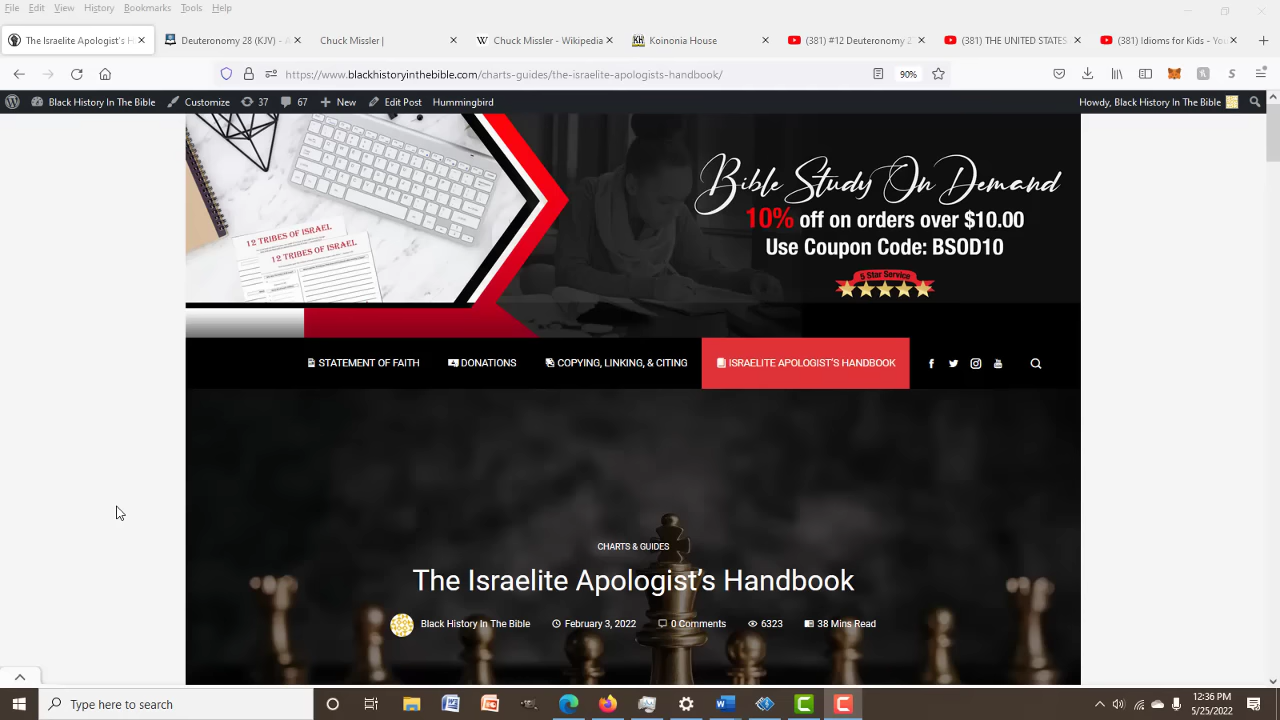 File Edit View History Bookmarks Tools Help
The Israelite Apologist's H
Deuteronomy 28 (KJV) - A
Chuck Missler |
Chuck Missler - Wikipedia
Koinonia House
(381) #12 Deuteronomy 2
(381) THE UNITED STATES
(381) Idioms for Kids - You
https://www.blackhistoryinthebible.com/charts-guides/the-israelite-apologists-handbook/
90%
Black History In The Bible
Customize
37
67
New
Edit Post
Hummingbird
Howdy, Black History In The Bible
Bible Study On Demand
10% off on orders over $10.00
Use Coupon Code: BSOD10
5 Star Service
12 TRIBES OF ISRAEL
12 TRIBES OF ISRAEL
STATEMENT OF FAITH
DONATIONS
COPYING, LINKING, & CITING
ISRAELITE APOLOGIST'S HANDBOOK
CHARTS & GUIDES
The Israelite Apologist's Handbook
Black History In The Bible
February 3, 2022
0 Comments
6323
38 Mins Read
Type here to search
12:36 PM
5/25/2022